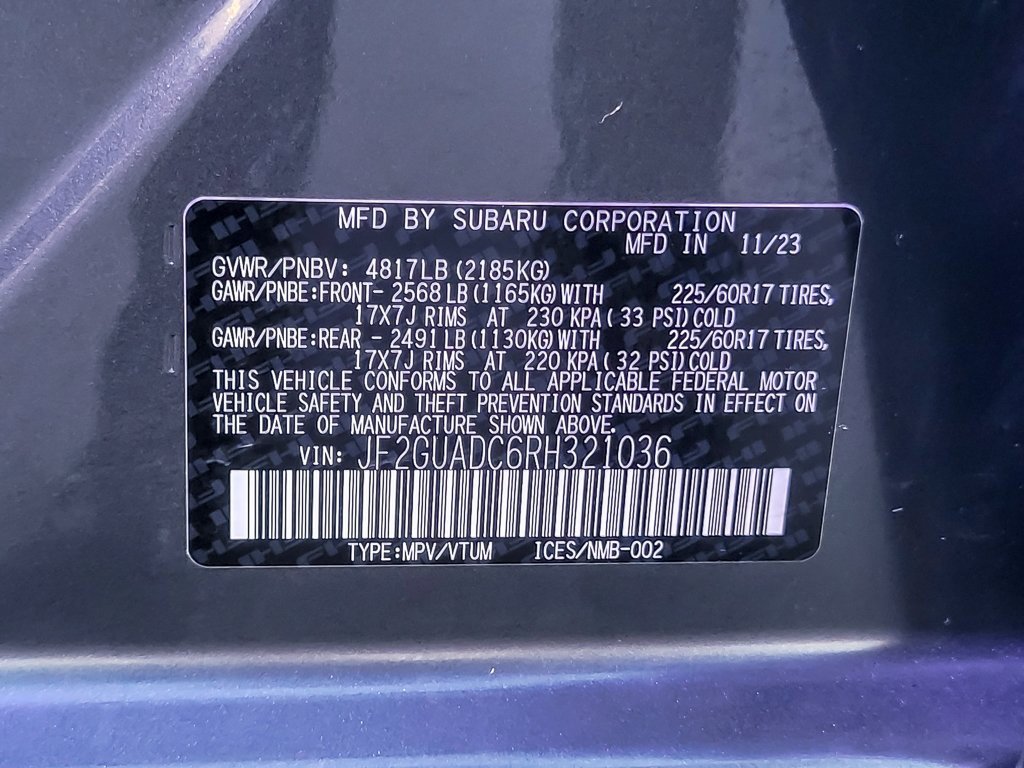 MFD BY SUBARU CORPORATION
MFD IN 11/23
GVWR/PNBV: 4817LB (2185KG)
GAWR/PNBE:FRONT- 2568 LB (1165KG) WITH 225/60R17 TIRES,
17X7J RIMS AT 230 KPA ( 33 PSI) COLD
GAWR/PNBE:REAR - 2491 LB (1130KG) WITH 225/60R17 TIRES,
17X7J RIMS AT 220 KPA ( 32 PSI) COLD
THIS VEHICLE CONFORMS TO ALL APPLICABLE FEDERAL MOTOR
VEHICLE SAFETY AND THEFT PREVENTION STANDARDS IN EFFECT ON
THE DATE OF MANUFACTURE SHOWN ABOVE.
VIN: JF2GUADC6RH321036
TYPE:MPV/VTUM ICES/NMB-002